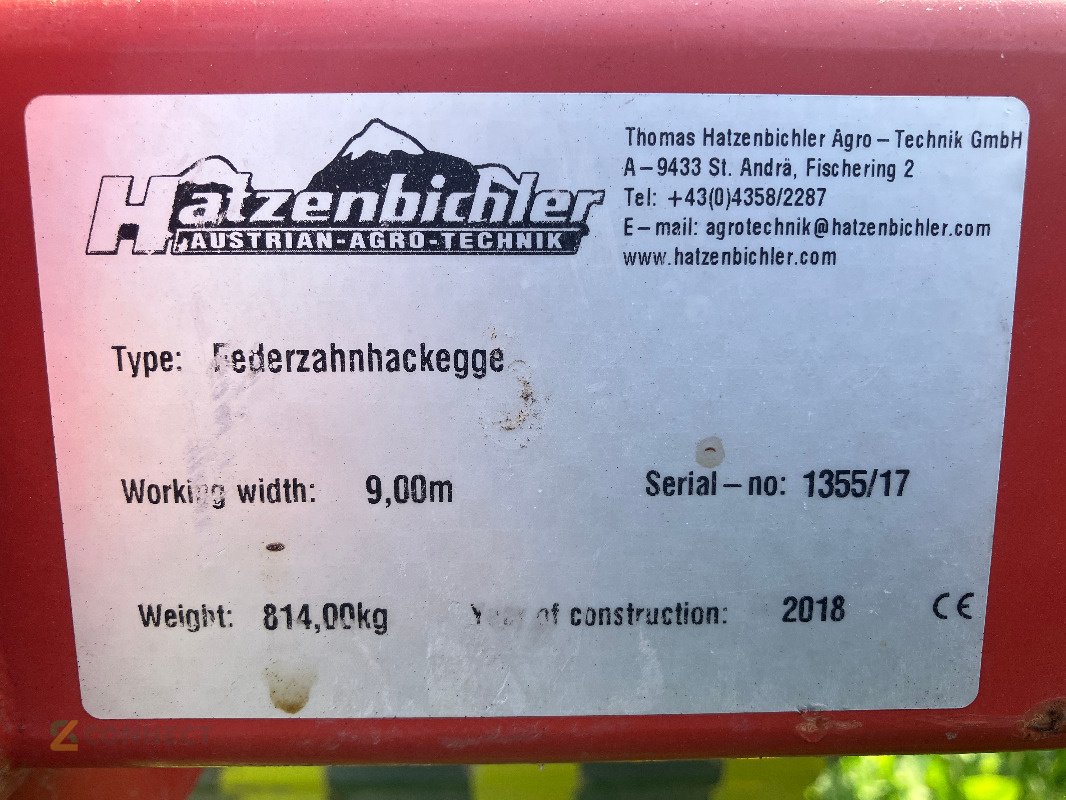 Hatzenbichler
AUSTRIAN-AGRO-TECHNIK
Thomas Hatzenbichler Agro – Technik GmbH
A – 9433 St. Andrä, Fischering 2
Tel: +43(0)4358/2287
E – mail: agrotechnik@hatzenbichler.com
www.hatzenbichler.com
Type: Federzahnhackegge
Working width: 9,00m
Serial – no: 1355/17
Weight: 814,00kg
Year of construction: 2018
CE